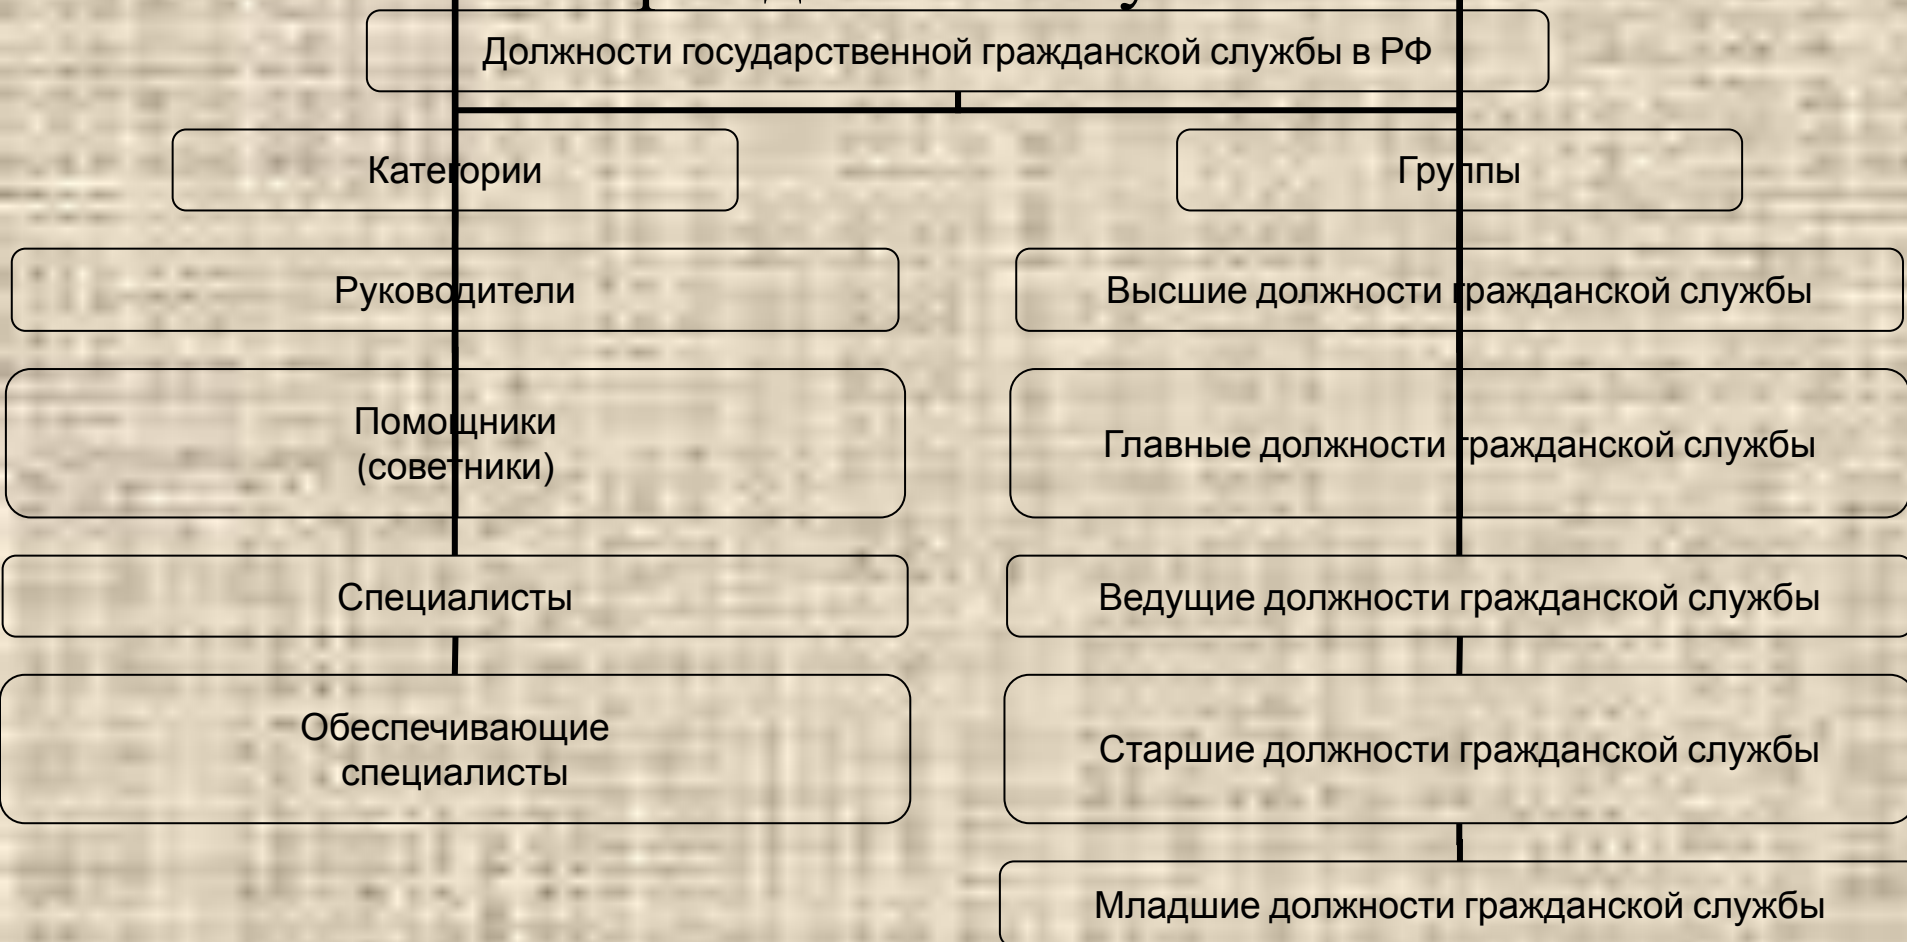 Должности государственной гражданской службы в РФ
Категории
Группы
Руководители
Высшие должности гражданской службы
Помощники
(советники)
Главные должности гражданской службы
Специалисты
Ведущие должности гражданской службы
Обеспечивающие
специалисты
Старшие должности гражданской службы
Младшие должности гражданской службы